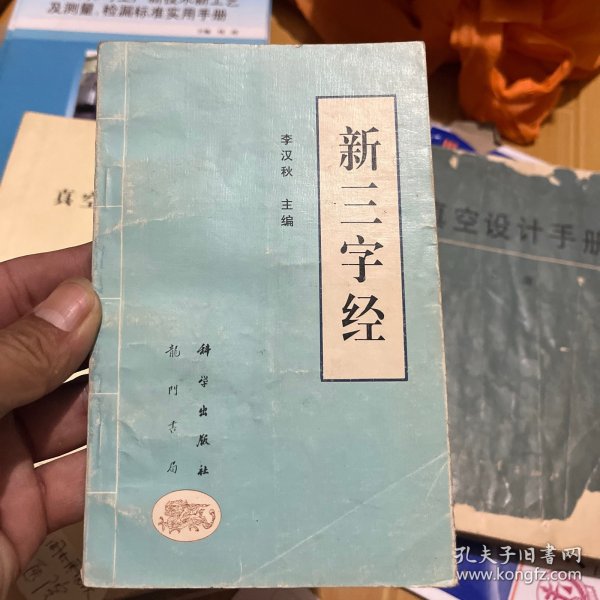 及测量、检漏标准实用手册
真空
新三字经
李汉秋 主编
科学出版社
龍門書局
真空设计手册
孔夫子旧书网
www.kongfz.com